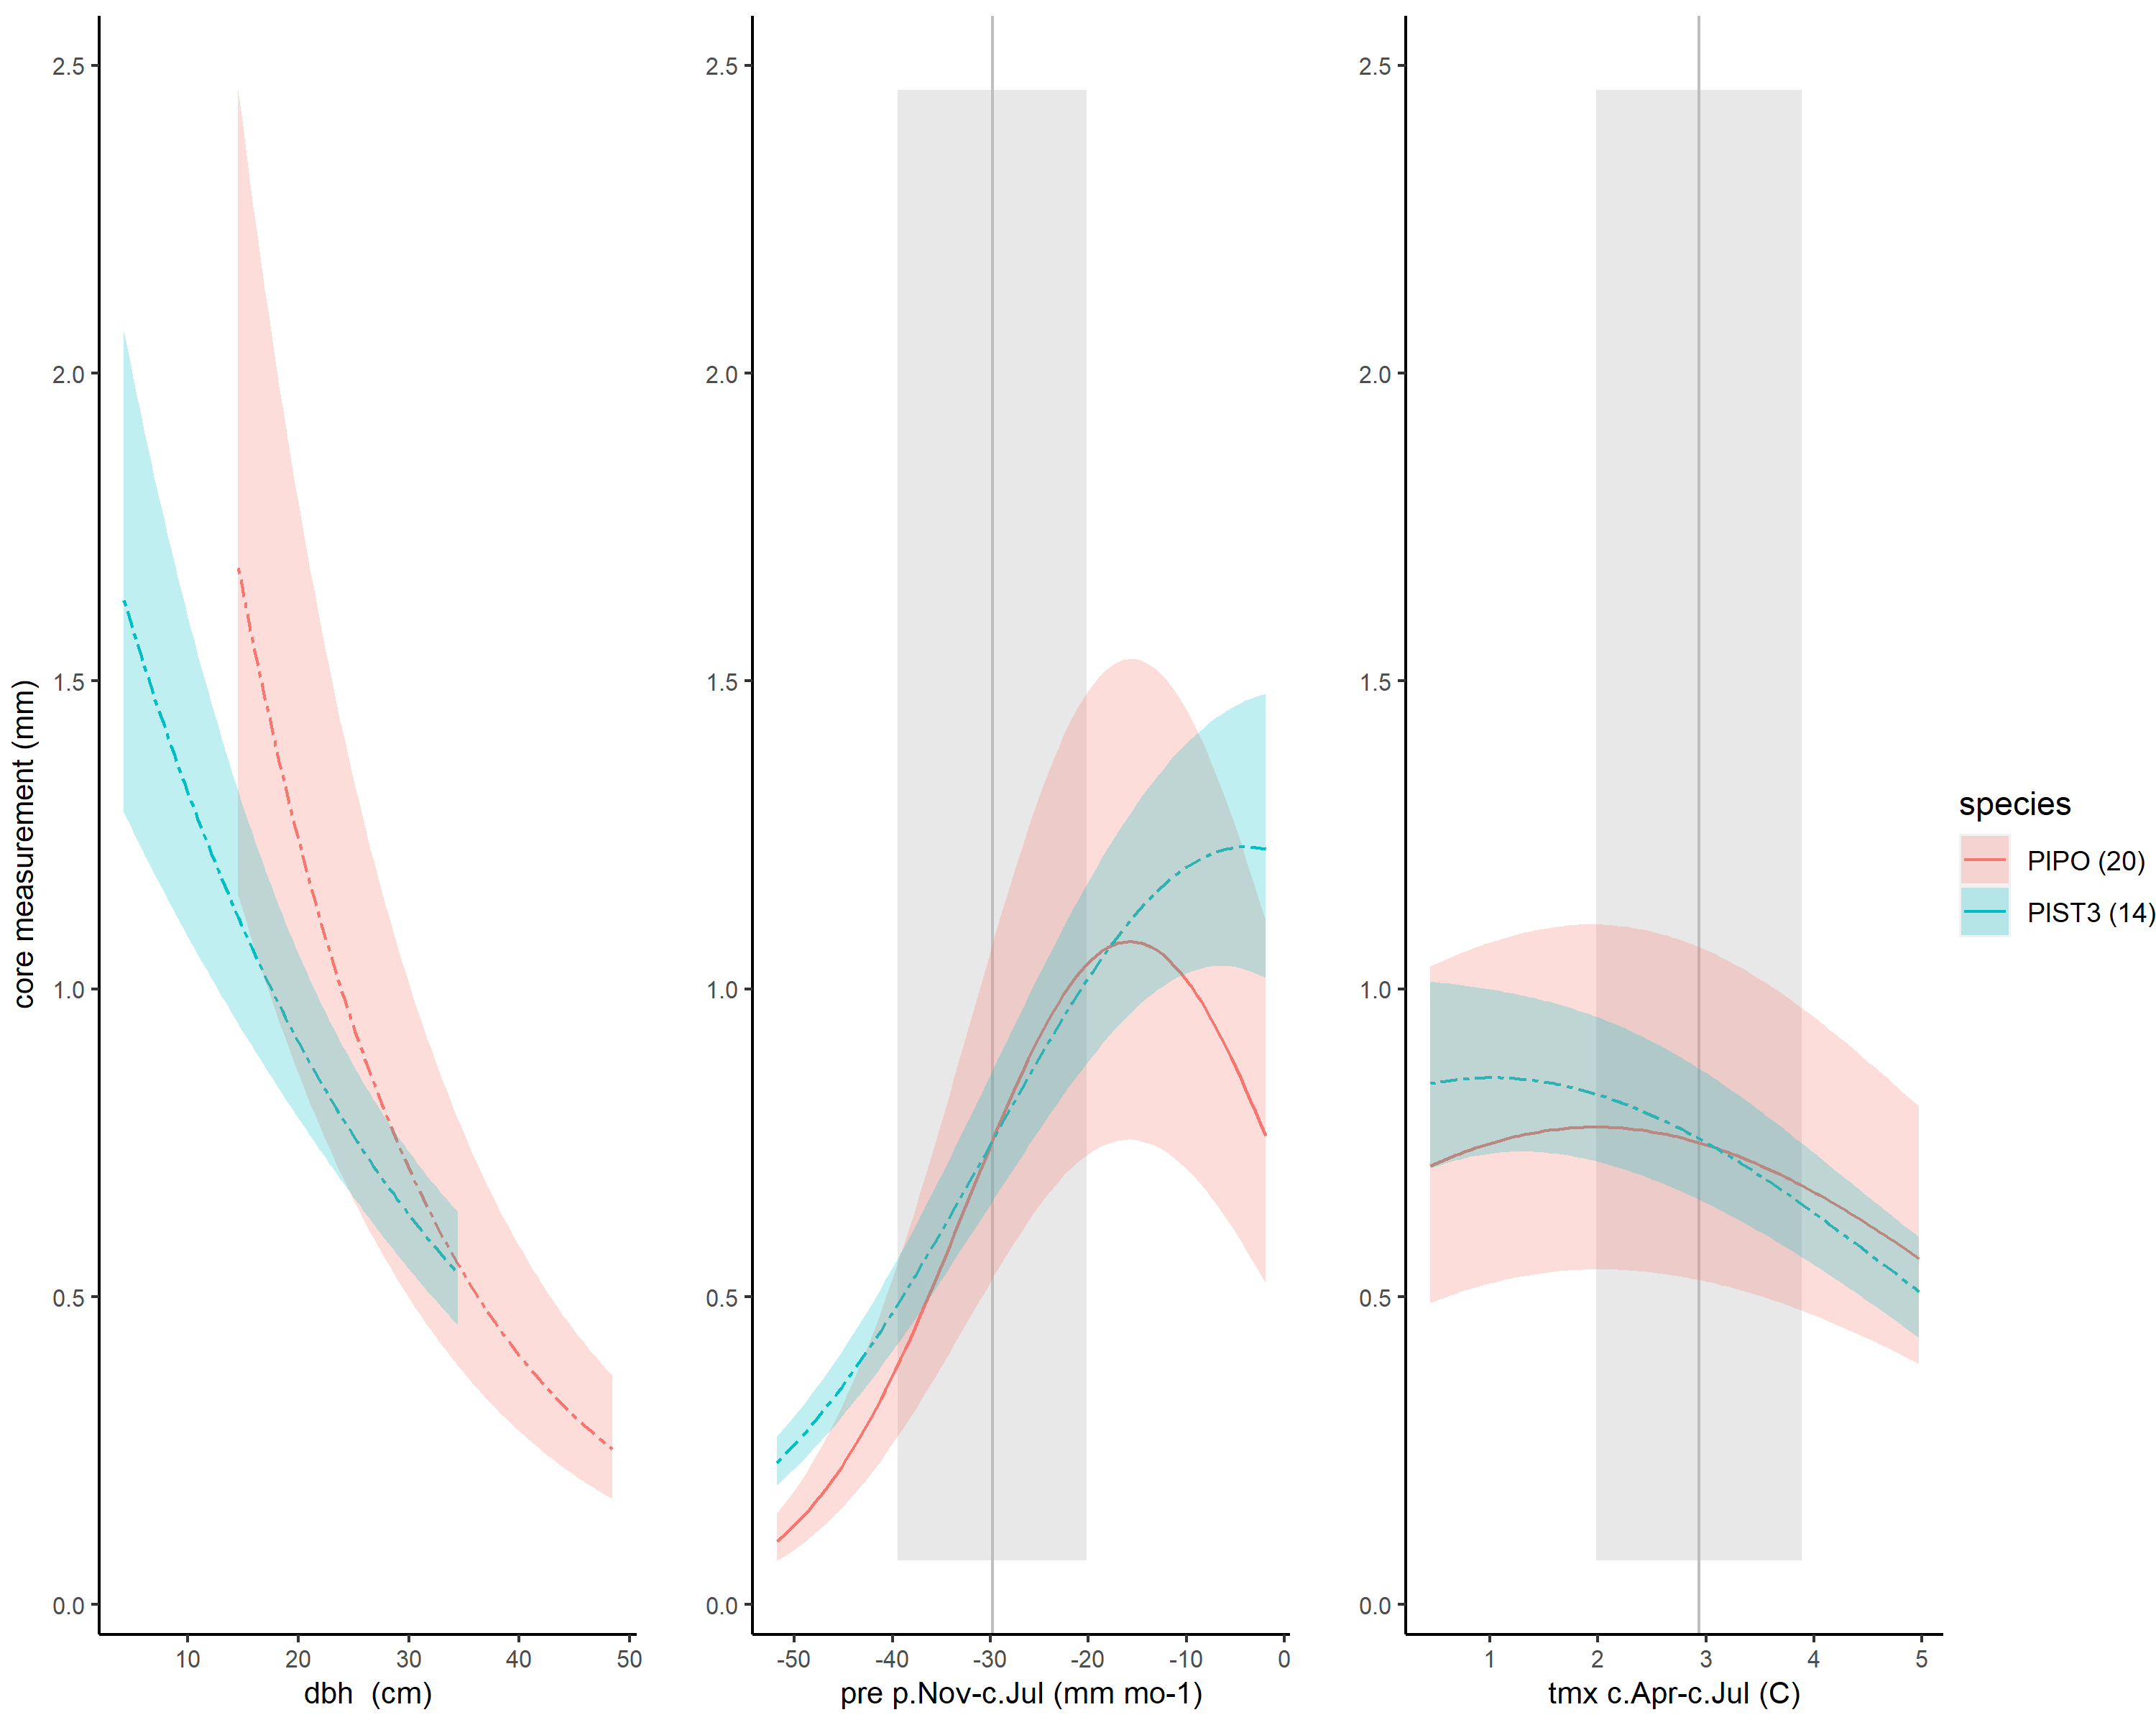 core measurement (mm)
2.5
2.0
1.5
1.0
0.5
0.0
10 20 30 40 50
dbh (cm)
2.5
2.0
1.5
1.0
0.5
0.0
-50 -40 -30 -20 -10 0
pre p.Nov-c.Jul (mm mo-1)
2.5
2.0
1.5
1.0
0.5
0.0
1 2 3 4 5
tmx c.Apr-c.Jul (C)
species
PIPO (20)
PIST3 (14)